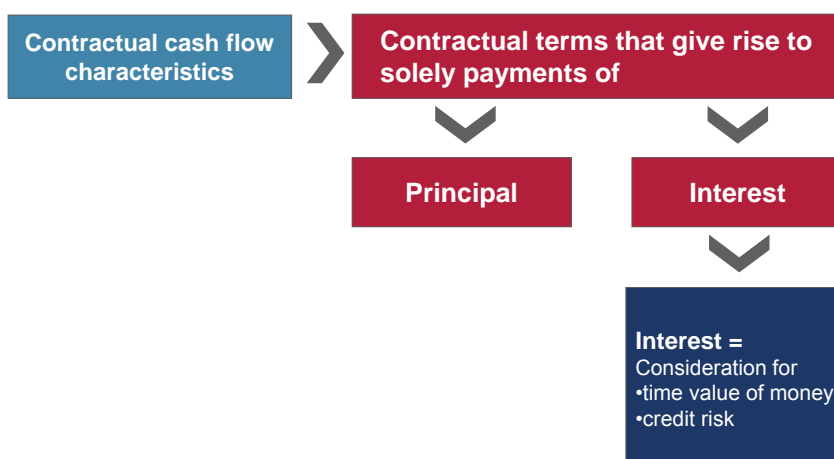 Contractual cash flow
characteristics
Contractual terms that give rise to
solely payments of
Principal
Interest
Interest =
Consideration for
•time value of money
•credit risk